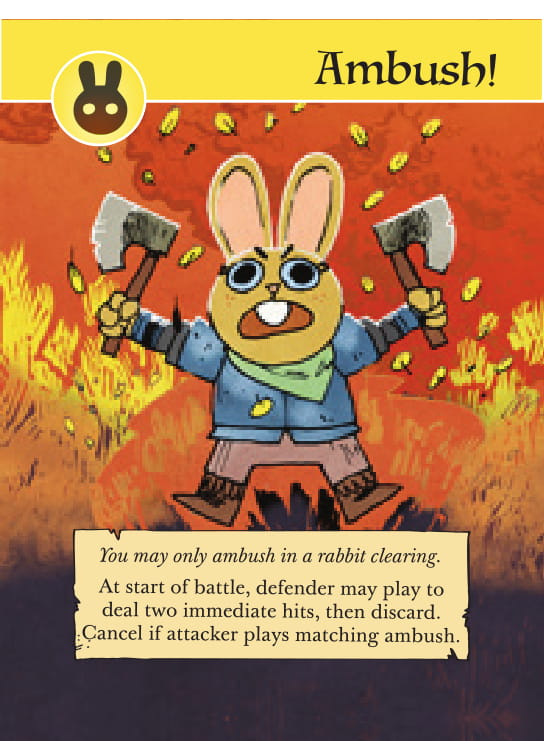 Ambush!
You may only ambush in a rabbit clearing.
At start of battle, defender may play to
deal two immediate hits, then discard.
Cancel if attacker plays matching ambush.